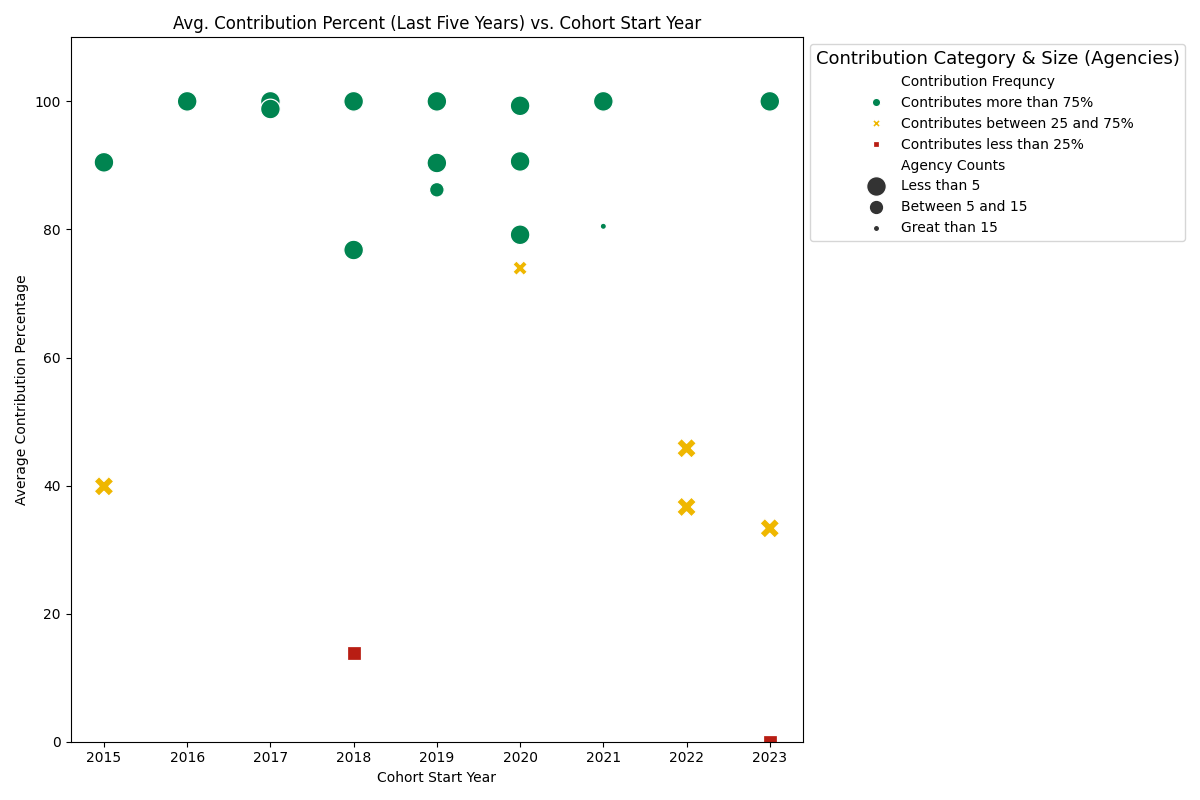 Avg. Contribution Percent (Last Five Years) vs. Cohort Start Year
Contribution Category & Size (Agencies)
Contribution Frequncy
Contributes more than 75%
Contributes between 25 and 75%
Contributes less than 25%
Agency Counts
Less than 5
Between 5 and 15
Great than 15
Average Contribution Percentage
100
80
60
40
20
0
2015 2016 2017 2018 2019 2020 2021 2022 2023
Cohort Start Year